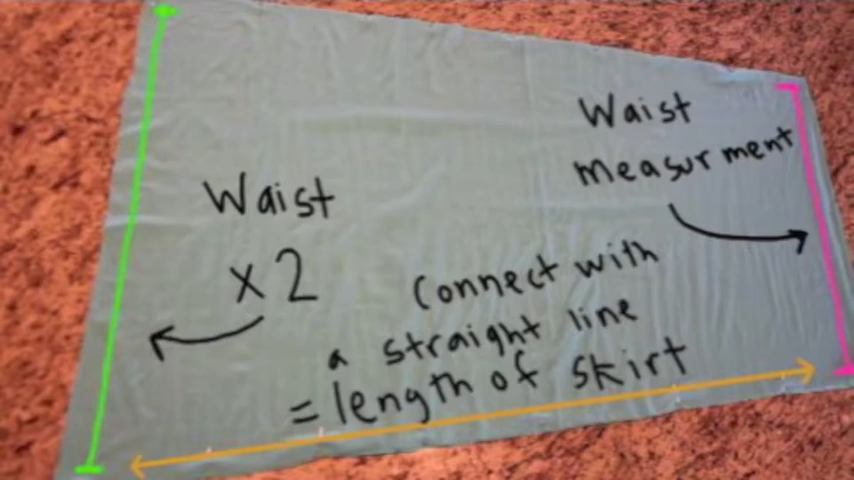 Waist
measurment
Waist
x2
Connect with
a straight line
= length of skirt